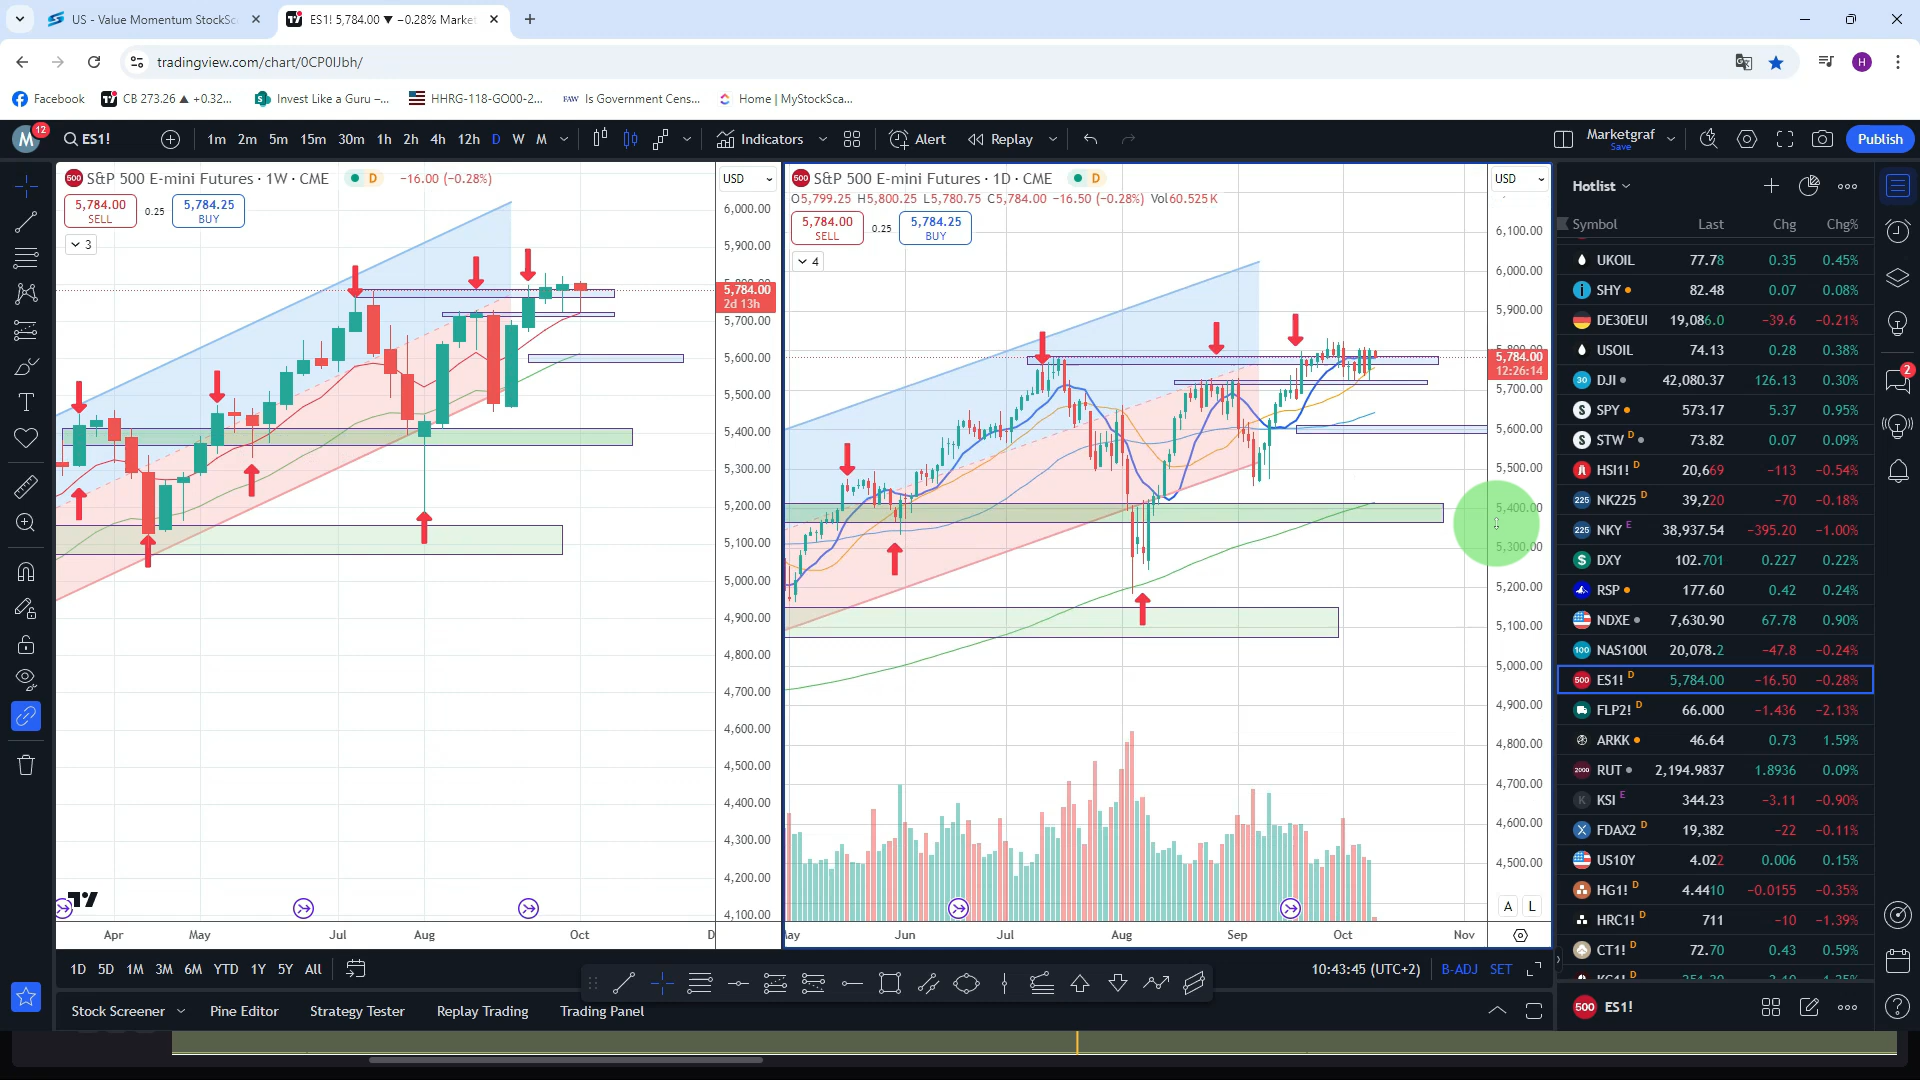 US - Value Momentum StockSc
ES1! 5,784.00 ▼ −0.28% Market
tradingview.com/chart/0CP0IJbh/
H
Facebook
CB 273.26 ▲ +0.32...
Invest Like a Guru –...
HHRG-118-GO00-2...
FAW Is Government Cens...
Home | MyStockSca...
M 12
ES1!
1m 2m 5m 15m 30m 1h 2h 4h 12h D W M
Indicators
Alert
Replay
Marketgraf
Save
Publish
500 S&P 500 E-mini Futures · 1W · CME D −16.00 (−0.28%)
5,784.00
SELL
0.25
5,784.25
BUY
3
USD
6,000.00
5,900.00
5,784.00
2d 13h
5,700.00
5,600.00
5,500.00
5,400.00
5,300.00
5,200.00
5,100.00
5,000.00
4,900.00
4,800.00
4,700.00
4,600.00
4,500.00
4,400.00
4,300.00
4,200.00
4,100.00
Apr May Jul Aug Oct D
500 S&P 500 E-mini Futures · 1D · CME D
O5,799.25 H5,800.25 L5,780.75 C5,784.00 −16.50 (−0.28%) Vol60.525K
5,784.00
SELL
0.25
5,784.25
BUY
4
USD
6,100.00
6,000.00
5,900.00
5,784.00
12:26:14
5,700.00
5,600.00
5,500.00
5,400.00
5,300.00
5,200.00
5,100.00
5,000.00
4,900.00
4,800.00
4,700.00
4,600.00
4,500.00
A L
May Jun Jul Aug Sep Oct Nov
Hotlist
Symbol Last Chg Chg%
UKOIL 77.78 0.35 0.45%
SHY 82.48 0.07 0.08%
DE30EU 19,086.0 −39.6 −0.21%
USOIL 74.13 0.28 0.38%
30 DJI 42,080.37 126.13 0.30%
S SPY 573.17 5.37 0.95%
S STW D 73.82 0.07 0.09%
HSI1! D 20,669 −113 −0.54%
225 NK225 D 39,220 −70 −0.18%
225 NKY E 38,937.54 −395.20 −1.00%
$ DXY 102.701 0.227 0.22%
RSP 177.60 0.42 0.24%
NDXE 7,630.90 67.78 0.90%
100 NAS100U 20,078.2 −47.8 −0.24%
500 ES1! D 5,784.00 −16.50 −0.28%
FLP2! D 66.000 −1.436 −2.13%
ARKK 46.64 0.73 1.59%
2000 RUT 2,194.9837 1.8936 0.09%
K KSI E 344.23 −3.11 −0.90%
X FDAX2 D 19,382 −22 −0.11%
US10Y 4.022 0.006 0.15%
HG1! D 4.4410 −0.0155 −0.35%
HRC1! D 711 −10 −1.39%
CT1! D 72.70 0.43 0.59%
2
1D 5D 1M 3M 6M YTD 1Y 5Y All
10:43:45 (UTC+2) B-ADJ SET
Stock Screener Pine Editor Strategy Tester Replay Trading Trading Panel
500 ES1!